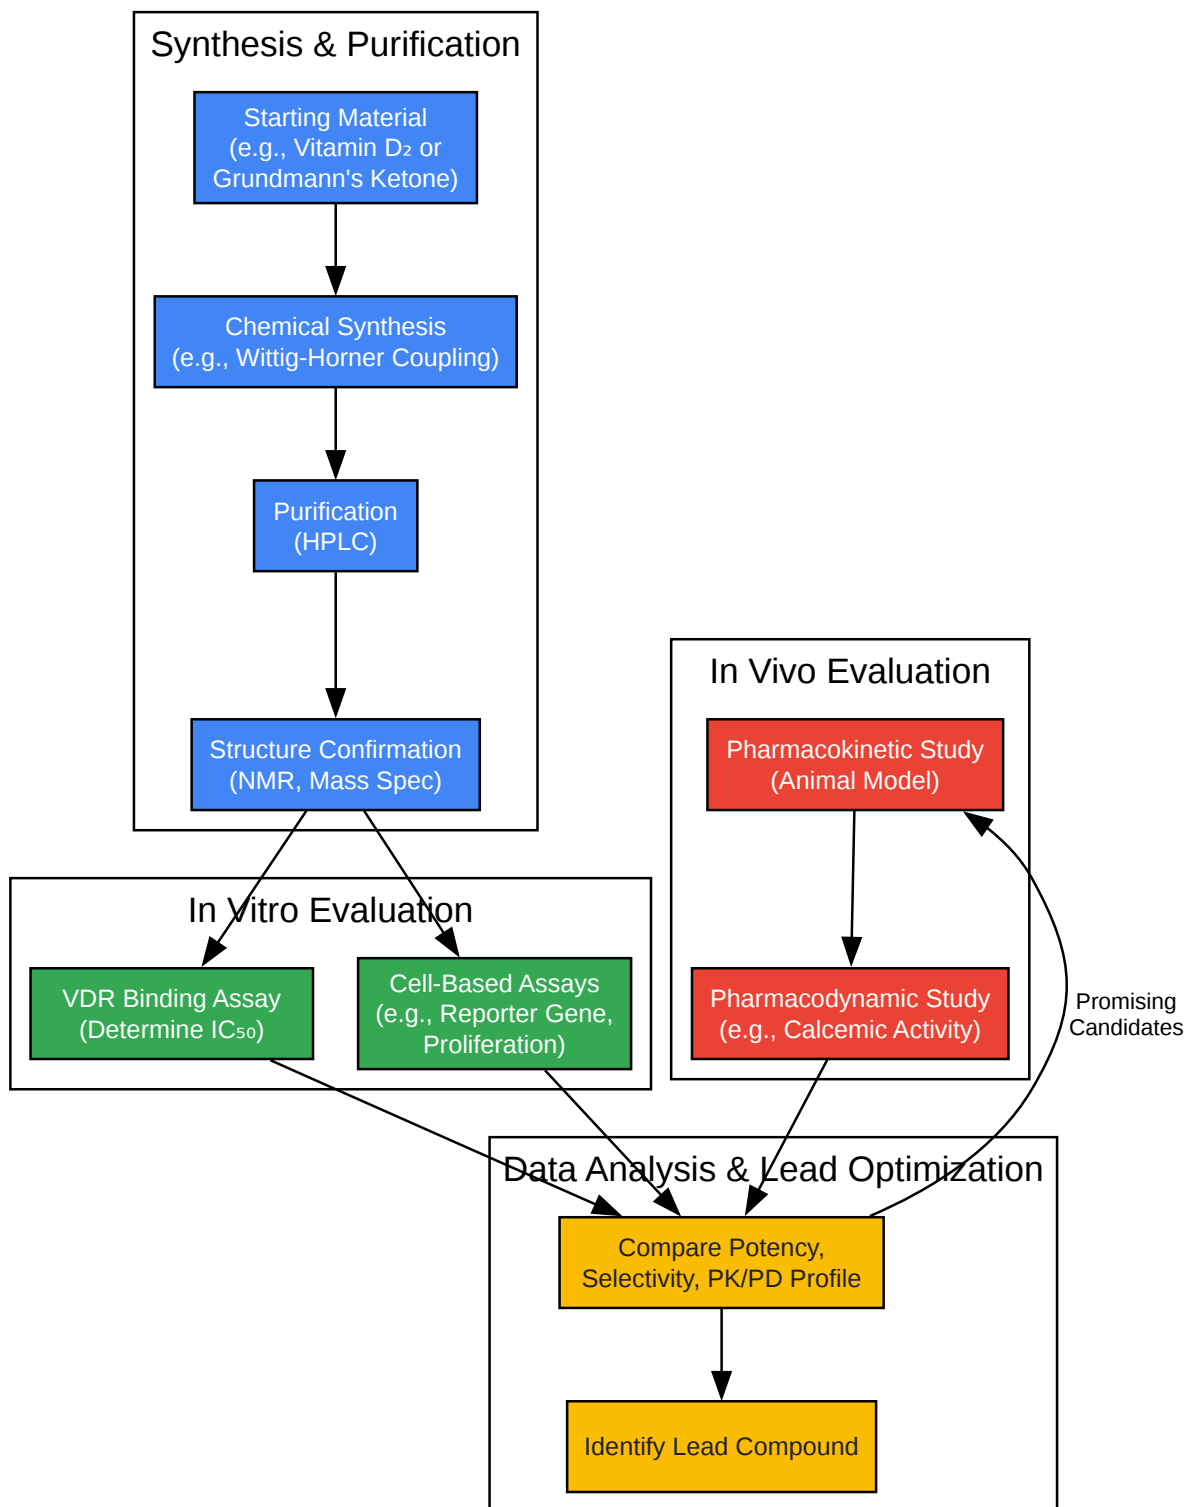 Synthesis & Purification
Starting Material
(e.g., Vitamin D₂ or
Grundmann's Ketone)
Chemical Synthesis
(e.g., Wittig-Horner Coupling)
Purification
(HPLC)
Structure Confirmation
(NMR, Mass Spec)
In Vitro Evaluation
VDR Binding Assay
(Determine IC₅₀)
Cell-Based Assays
(e.g., Reporter Gene,
Proliferation)
In Vivo Evaluation
Pharmacokinetic Study
(Animal Model)
Pharmacodynamic Study
(e.g., Calcemic Activity)
Promising
Candidates
Data Analysis & Lead Optimization
Compare Potency,
Selectivity, PK/PD Profile
Identify Lead Compound